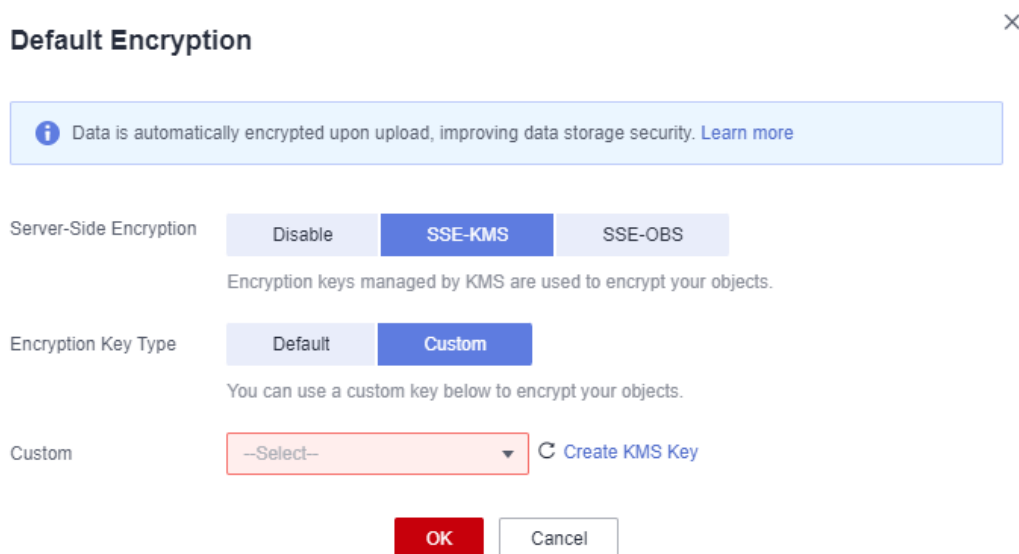 Default Encryption
Data is automatically encrypted upon upload, improving data storage security. Learn more
Server-Side Encryption
Disable
SSE-KMS
SSE-OBS
Encryption keys managed by KMS are used to encrypt your objects.
Encryption Key Type
Default
Custom
You can use a custom key below to encrypt your objects.
Custom
--Select--
Create KMS Key
OK
Cancel